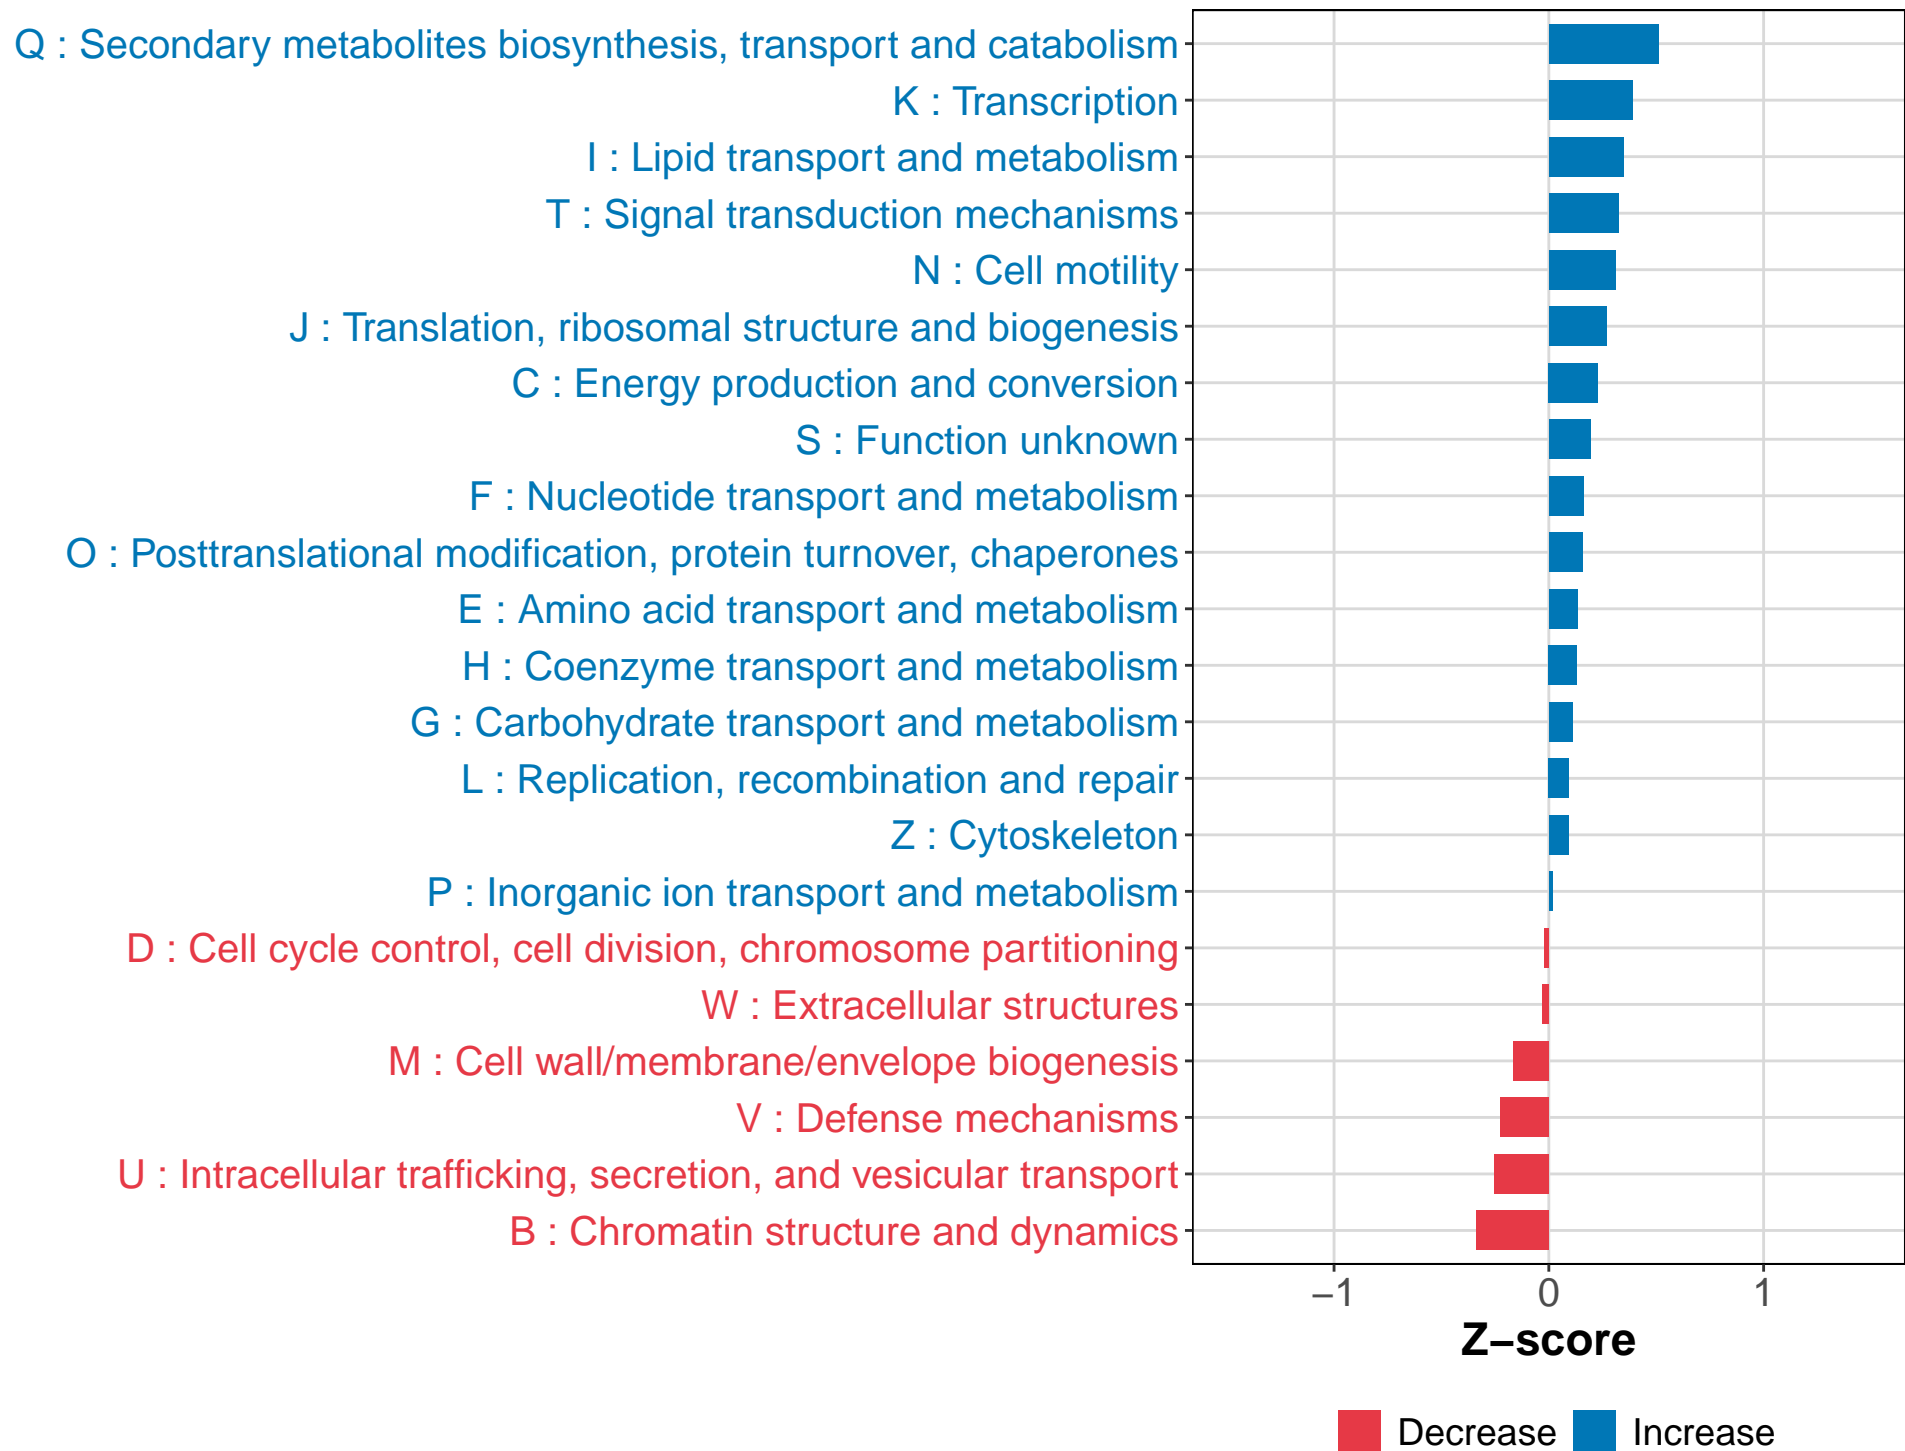 Q : Secondary metabolites biosynthesis, transport and catabolism
K : Transcription
I : Lipid transport and metabolism
T : Signal transduction mechanisms
N : Cell motility
J : Translation, ribosomal structure and biogenesis
C : Energy production and conversion
S : Function unknown
F : Nucleotide transport and metabolism
O : Posttranslational modification, protein turnover, chaperones
E : Amino acid transport and metabolism
H : Coenzyme transport and metabolism
G : Carbohydrate transport and metabolism
L : Replication, recombination and repair
Z : Cytoskeleton
P : Inorganic ion transport and metabolism
D : Cell cycle control, cell division, chromosome partitioning
W : Extracellular structures
M : Cell wall/membrane/envelope biogenesis
V : Defense mechanisms
U : Intracellular trafficking, secretion, and vesicular transport
B : Chromatin structure and dynamics
−1 0 1
Z−score
Decrease Increase